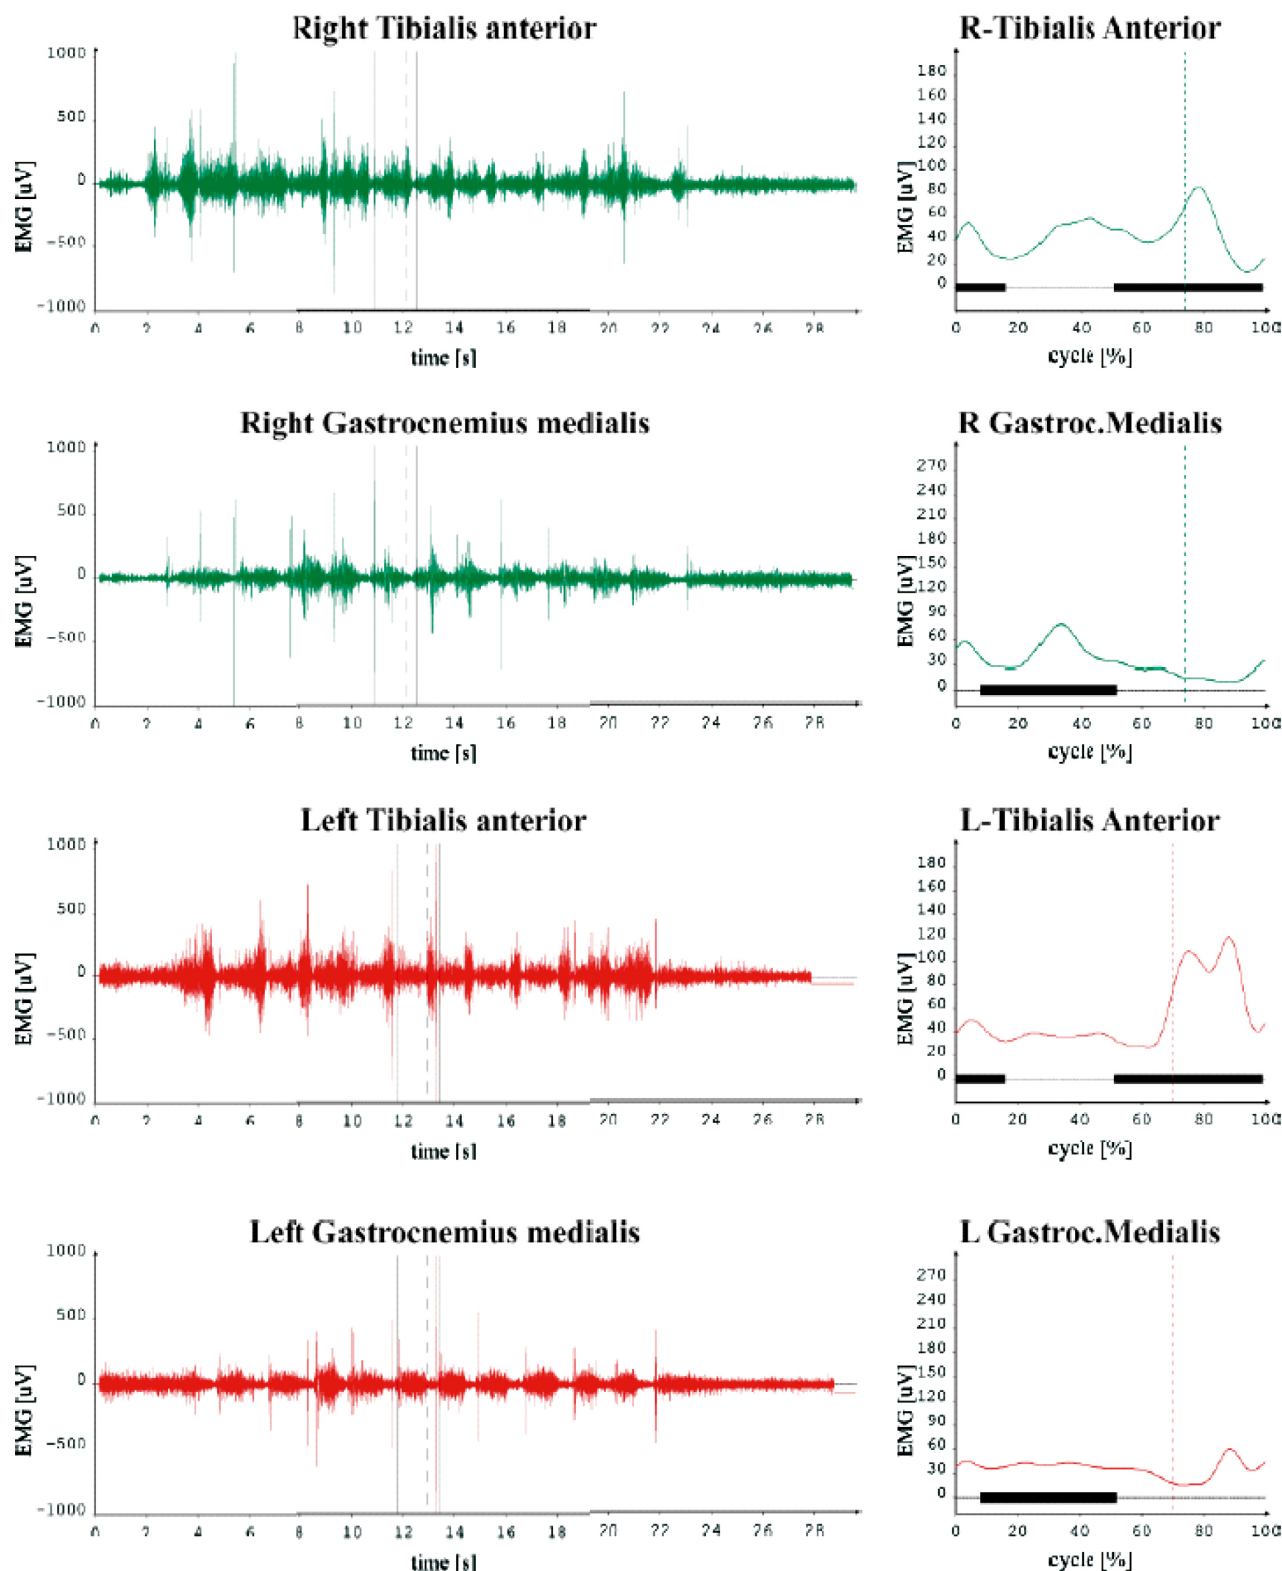 Right Tibialis anterior
1000
500
0
-500
-1000
EMG [uV]
0 2 4 6 8 10 12 14 16 18 20 22 24 26 28
time [s]
R-Tibialis Anterior
180
160
140
120
100
80
60
40
20
0
EMG [uV]
0 20 40 60 80 100
cycle [%]
Right Gastrocnemius medialis
1000
500
0
-500
-1000
EMG [uV]
0 2 4 6 8 10 12 14 16 18 20 22 24 26 28
time [s]
R Gastroc.Medialis
270
240
210
180
150
120
90
60
30
0
EMG [uV]
0 20 40 60 80 100
cycle [%]
Left Tibialis anterior
1000
500
0
-500
-1000
EMG [uV]
0 2 4 6 8 10 12 14 16 18 20 22 24 26 28
time [s]
L-Tibialis Anterior
180
160
140
120
100
80
60
40
20
0
EMG [uV]
0 20 40 60 80 100
cycle [%]
Left Gastrocnemius medialis
1000
500
0
-500
-1000
EMG [uV]
0 2 4 6 8 10 12 14 16 18 20 22 24 26 28
time [s]
L Gastroc.Medialis
270
240
210
180
150
120
90
60
30
0
EMG [uV]
0 20 40 60 80 100
cycle [%]